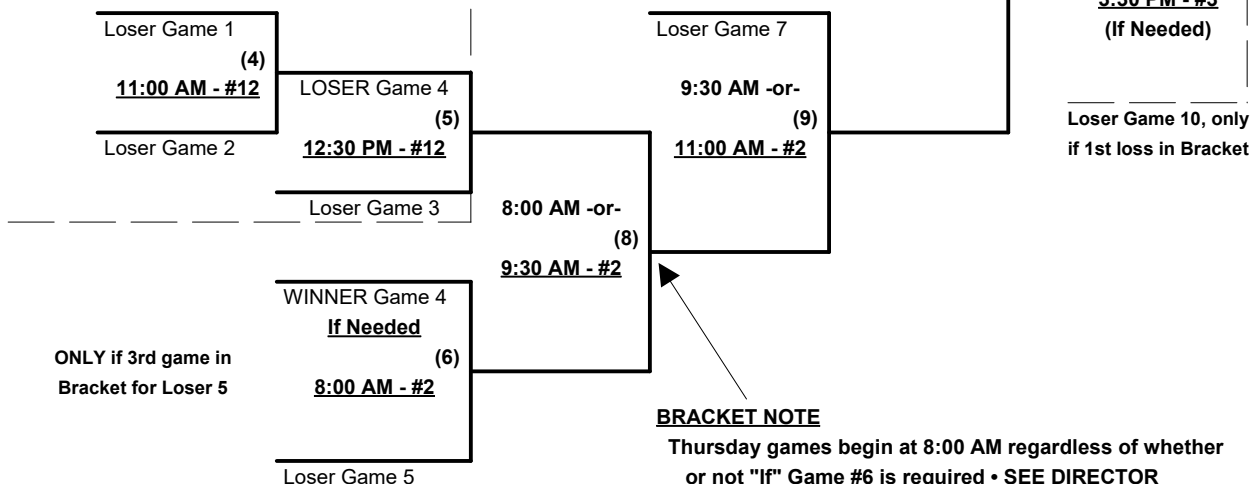 5:30 PM - #3
(If Needed)
Loser Game 1
(4)
11:00 AM - #12
Loser Game 2
LOSER Game 4
(5)
12:30 PM - #12
Loser Game 3
Loser Game 7
9:30 AM -or-
(9)
11:00 AM - #2
Loser Game 10, only
if 1st loss in Bracket
8:00 AM -or-
(8)
9:30 AM - #2
WINNER Game 4
If Needed
(6)
8:00 AM - #2
Loser Game 5
ONLY if 3rd game in
Bracket for Loser 5
BRACKET NOTE
Thursday games begin at 8:00 AM regardless of whether
or not "If" Game #6 is required • SEE DIRECTOR